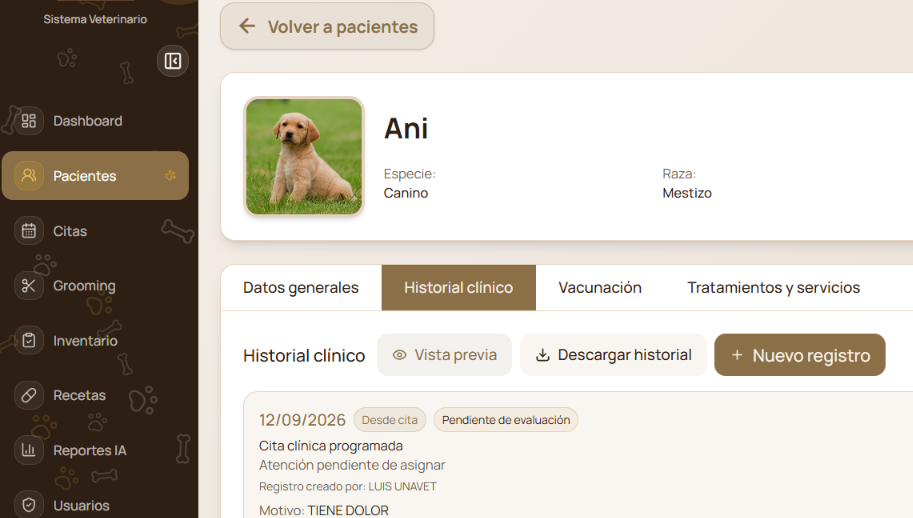 Sistema Veterinario
Dashboard
Pacientes
Citas
Grooming
Inventario
Recetas
Reportes IA
Usuarios
Volver a pacientes
Ani
Especie:
Canino
Raza:
Mestizo
Datos generales
Historial clínico
Vacunación
Tratamientos y servicios
Historial clínico
Vista previa
Descargar historial
+ Nuevo registro
12/09/2026 Desde cita Pendiente de evaluación
Cita clínica programada
Atención pendiente de asignar
Registro creado por: LUIS UNAVET
Motivo: TIENE DOLOR